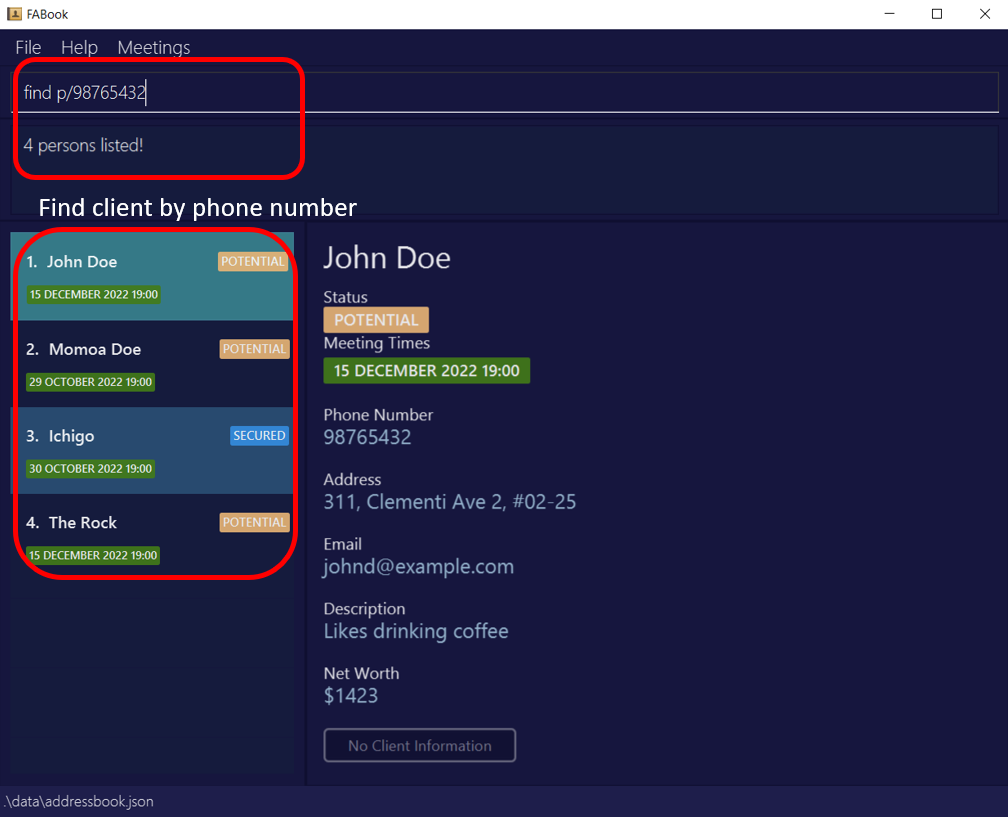 FABook
File Help Meetings
find p/98765432
4 persons listed!
Find client by phone number
1. John Doe POTENTIAL
15 DECEMBER 2022 19:00
2. Momoa Doe POTENTIAL
29 OCTOBER 2022 19:00
3. Ichigo SECURED
30 OCTOBER 2022 19:00
4. The Rock POTENTIAL
15 DECEMBER 2022 19:00
John Doe
Status
POTENTIAL
Meeting Times
15 DECEMBER 2022 19:00
Phone Number
98765432
Address
311, Clementi Ave 2, #02-25
Email
johnd@example.com
Description
Likes drinking coffee
Net Worth
$1423
No Client Information
.\data\addressbook.json